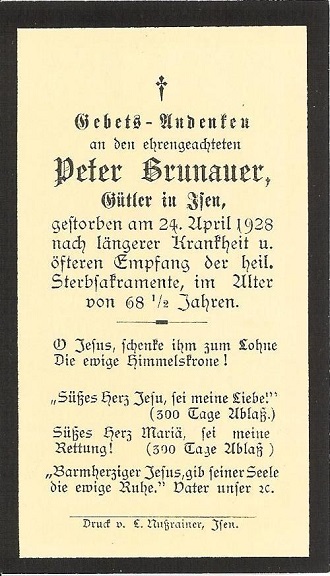 Gebets-Andenken
an den ehrengeachteten
Peter Brunauer,
Gütler in Isen,
gestorben am 24. April 1928
nach längerer Krankheit u.
öfteren Empfang der heil.
Sterbsakramente, im Alter
von 68 1/2 Jahren.
O Jesus, schenke ihm zum Lohne
Die ewige Himmelskrone!
„Süßes Herz Jesu, sei meine Liebe!"
(300 Tage Ablaß.)
Süßes Herz Mariä, sei meine
Rettung! (300 Tage Ablaß )
„Barmherziger Jesus, gib seiner Seele
die ewige Ruhe." Vater unser ꝛc.
Druck v. L. Nußrainer, Isen.